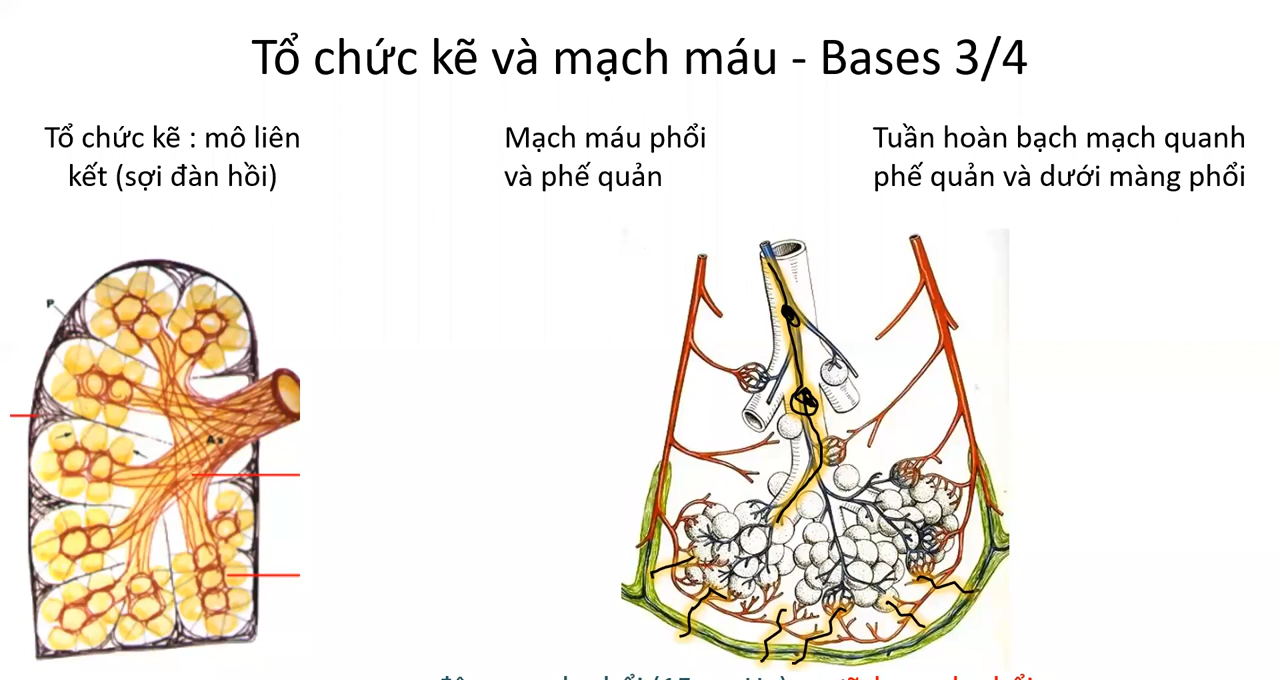 Tổ chức kẽ và mạch máu - Bases 3/4
Tổ chức kẽ : mô liên
kết (sợi đàn hồi)
Mạch máu phổi
và phế quản
Tuần hoàn bạch mạch quanh
phế quản và dưới màng phổi
P
Ax